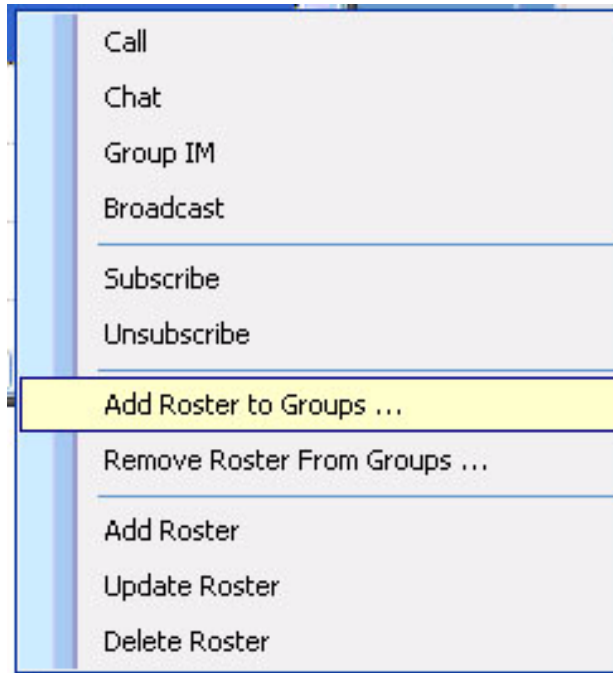 Call
Chat
Group IM
Broadcast
Subscribe
Unsubscribe
Add Roster to Groups ...
Remove Roster From Groups ...
Add Roster
Update Roster
Delete Roster